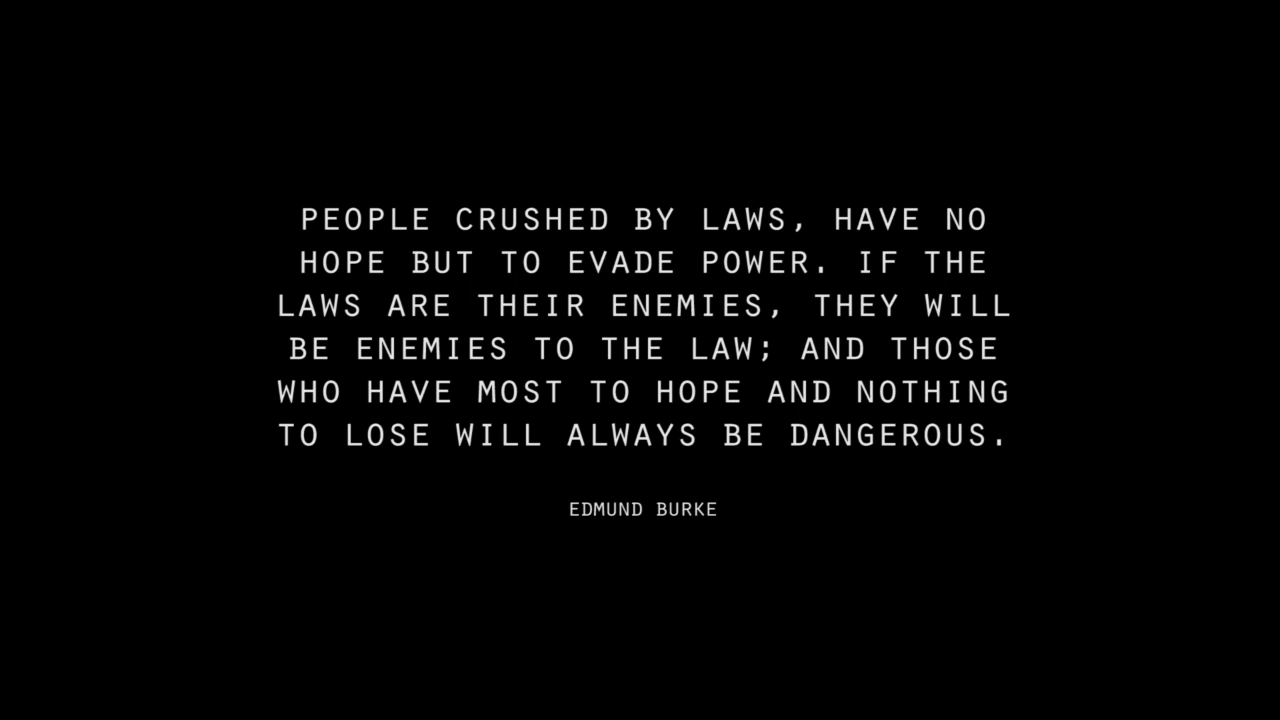 PEOPLE CRUSHED BY LAWS, HAVE NO
HOPE BUT TO EVADE POWER. IF THE
LAWS ARE THEIR ENEMIES, THEY WILL
BE ENEMIES TO THE LAW; AND THOSE
WHO HAVE MOST TO HOPE AND NOTHING
TO LOSE WILL ALWAYS BE DANGEROUS.
EDMUND BURKE